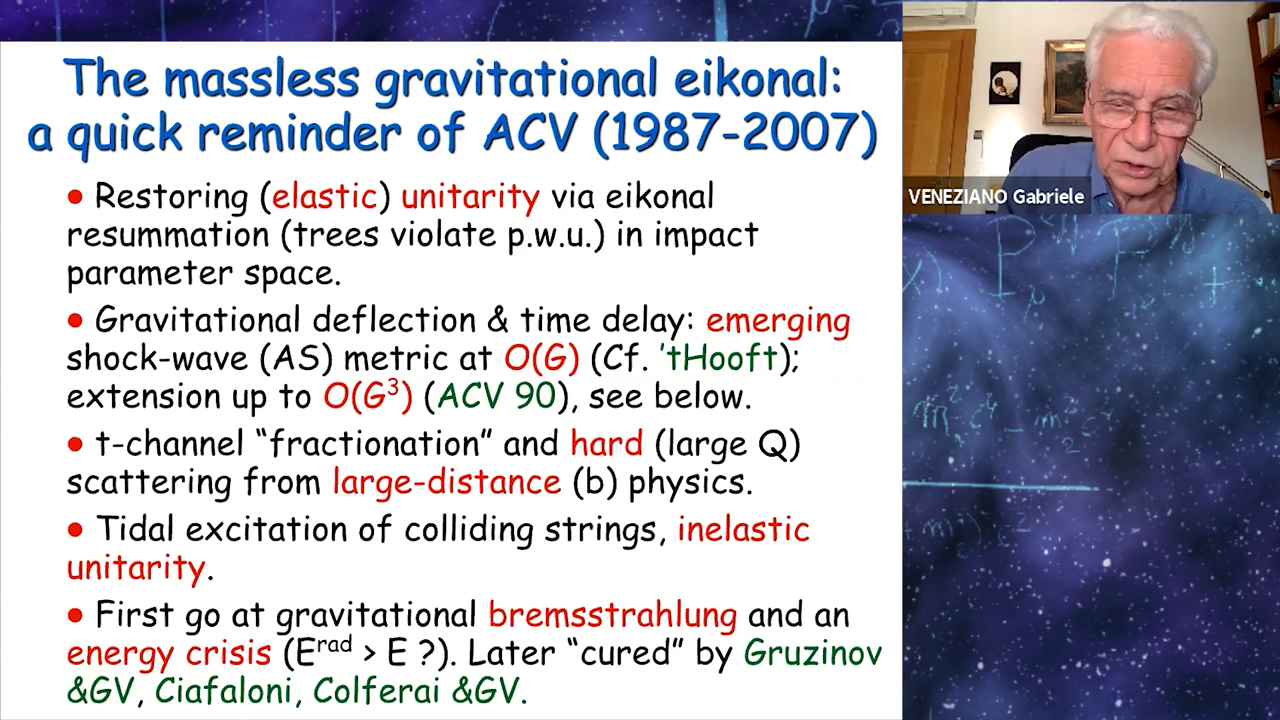 The massless gravitational eikonal:
a quick reminder of ACV (1987-2007)
VENEZIANO Gabriele
• Restoring (elastic) unitarity via eikonal
resummation (trees violate p.w.u.) in impact
parameter space.
• Gravitational deflection & time delay: emerging
shock-wave (AS) metric at O(G) (Cf. 'tHooft);
extension up to O(G³) (ACV 90), see below.
• t-channel “fractionation” and hard (large Q)
scattering from large-distance (b) physics.
• Tidal excitation of colliding strings, inelastic
unitarity.
• First go at gravitational bremsstrahlung and an
energy crisis (Eʳᵃᵈ > E ?). Later “cured” by Gruzinov
&GV, Ciafaloni, Colferai &GV.